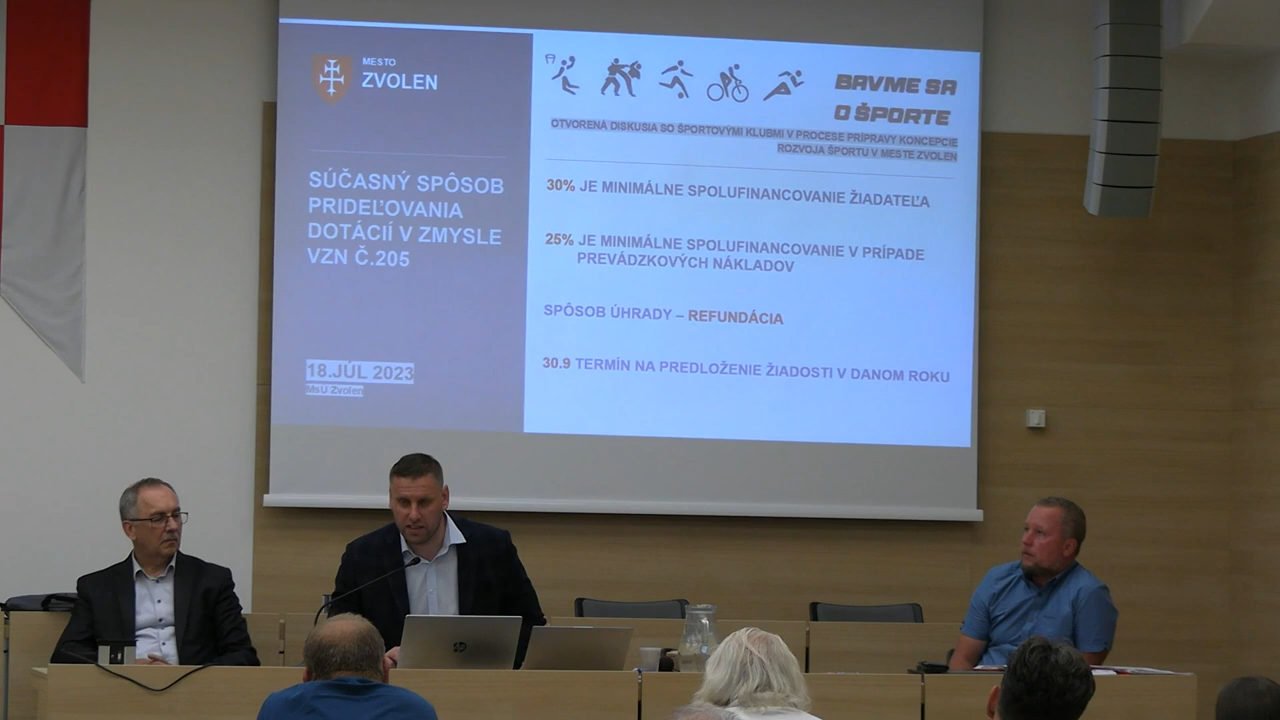 MESTO
ZVOLEN
SÚČASNÝ SPÔSOB
PRIDEĽOVANIA
DOTÁCIÍ V ZMYSLE
VZN Č.205
18.JÚL 2023
MsU Zvolen
BAVME SA
O ŠPORTE
OTVORENÁ DISKUSIA SO ŠPORTOVÝMI KLUBMI V PROCESE PRÍPRAVY KONCEPCIE
ROZVOJA ŠPORTU V MESTE ZVOLEN
30% JE MINIMÁLNE SPOLUFINANCOVANIE ŽIADATEĽA
25% JE MINIMÁLNE SPOLUFINANCOVANIE V PRÍPADE
PREVÁDZKOVÝCH NÁKLADOV
SPÔSOB ÚHRADY – REFUNDÁCIA
30.9 TERMÍN NA PREDLOŽENIE ŽIADOSTI V DANOM ROKU
hp